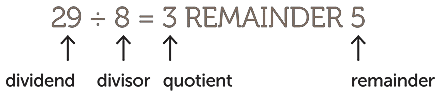 29 ÷ 8 = 3 REMAINDER 5
dividend divisor quotient remainder